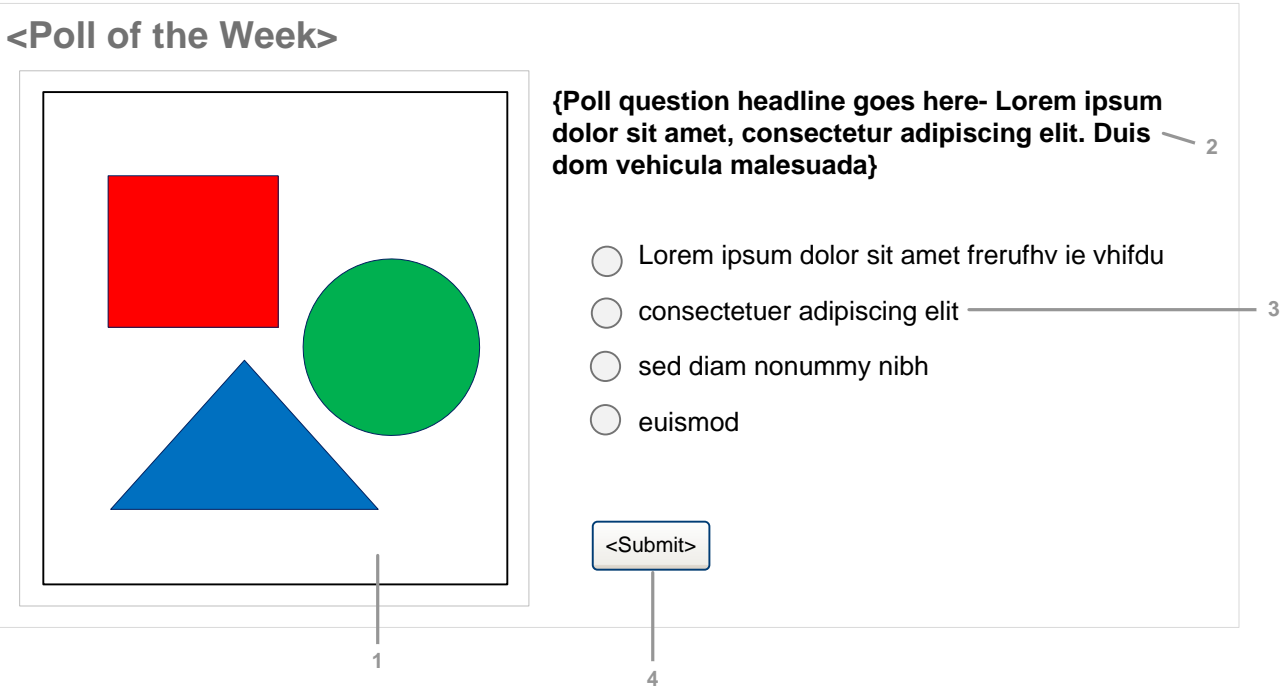 <Poll of the Week>
{Poll question headline goes here- Lorem ipsum
dolor sit amet, consectetur adipiscing elit. Duis
dom vehicula malesuada}
2
Lorem ipsum dolor sit amet frerufhv ie vhifdu
consectetuer adipiscing elit
3
sed diam nonummy nibh
euismod
<Submit>
1
4